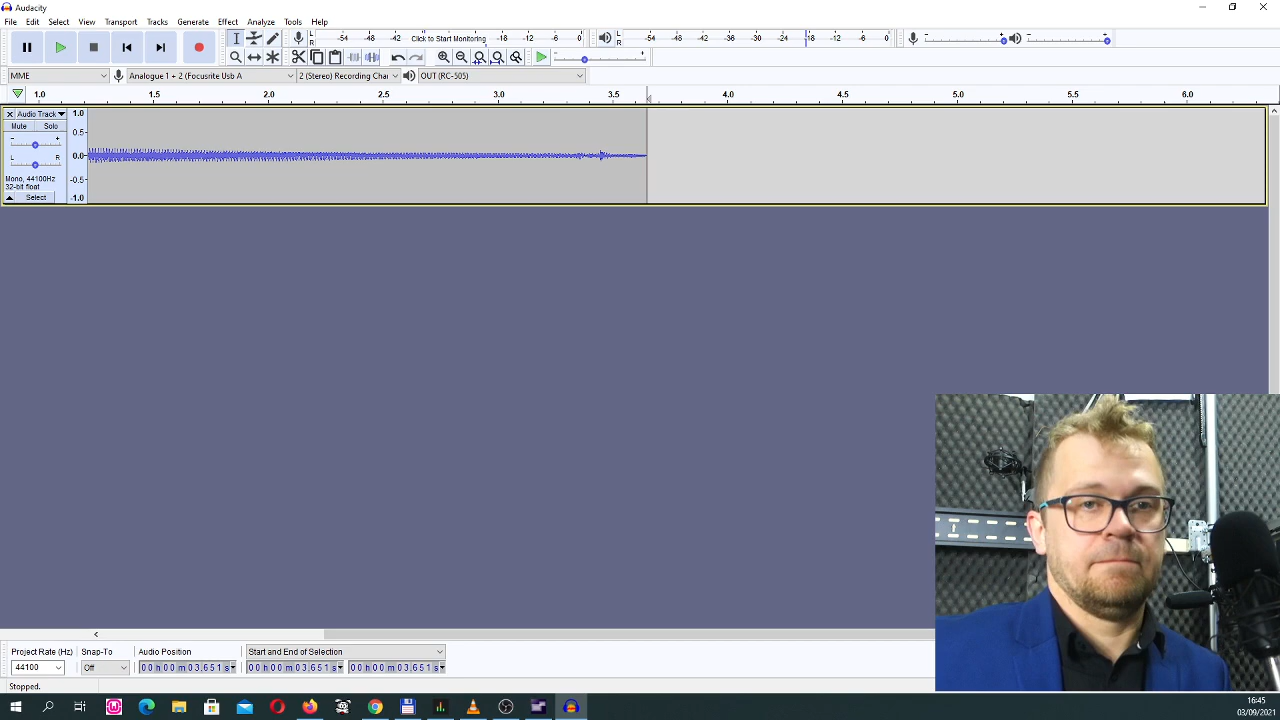 Audacity
File Edit Select View Transport Tracks Generate Effect Analyze Tools Help
L R -54 -48 -42 Click to Start Monitoring -18 -12 -6 0 L R -54 -48 -42 -36 -30 -24 -18 -12 -6 0
MME Analogue 1 + 2 (Focusrite Usb A 2 (Stereo) Recording Chai OUT (RC-505)
1.0 1.5 2.0 2.5 3.0 3.5 4.0 4.5 5.0 5.5 6.0
Audio Track 1.0
Mute Solo
0.5
- +
0.0
L R
Mono, 44100Hz -0.5
32-bit float
Select -1.0
Project Rate (Hz) Snap-To Audio Position Start and End of Selection
44100 Off 00 h 00 m 03.651 s 00 h 00 m 03.651 s 00 h 00 m 03.651 s
Stopped.
16:45
03/09/2021